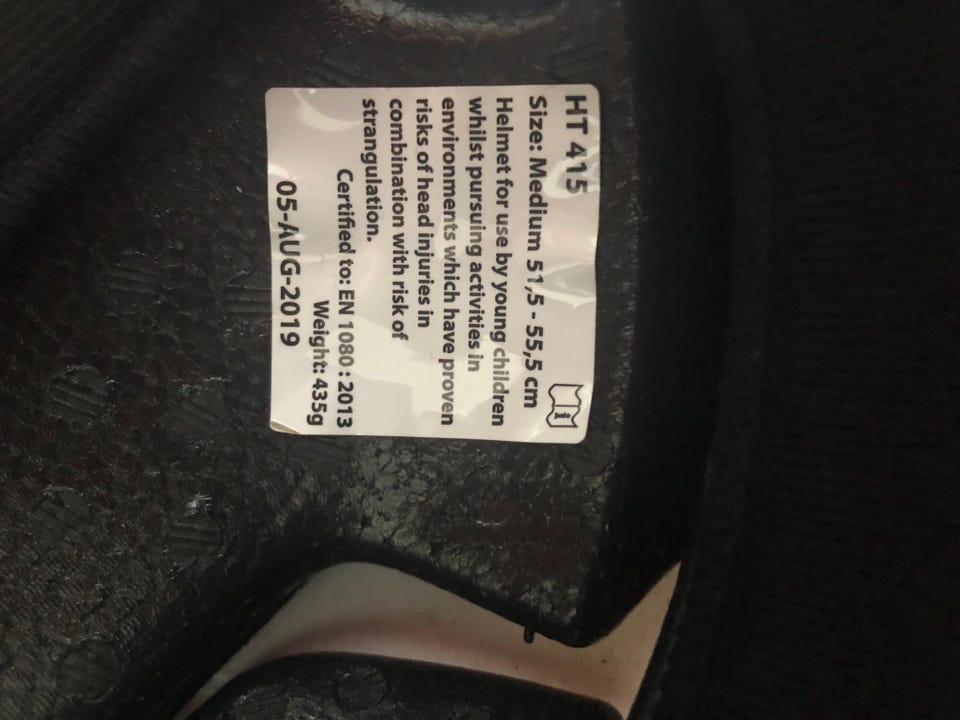 HT 415
Size: Medium 51,5 - 55,5 cm
Helmet for use by young children
whilst pursuing activities in
environments which have proven
risks of head injuries in
combination with risk of
strangulation.
Certified to: EN 1080 : 2013
Weight: 435g
05-AUG-2019